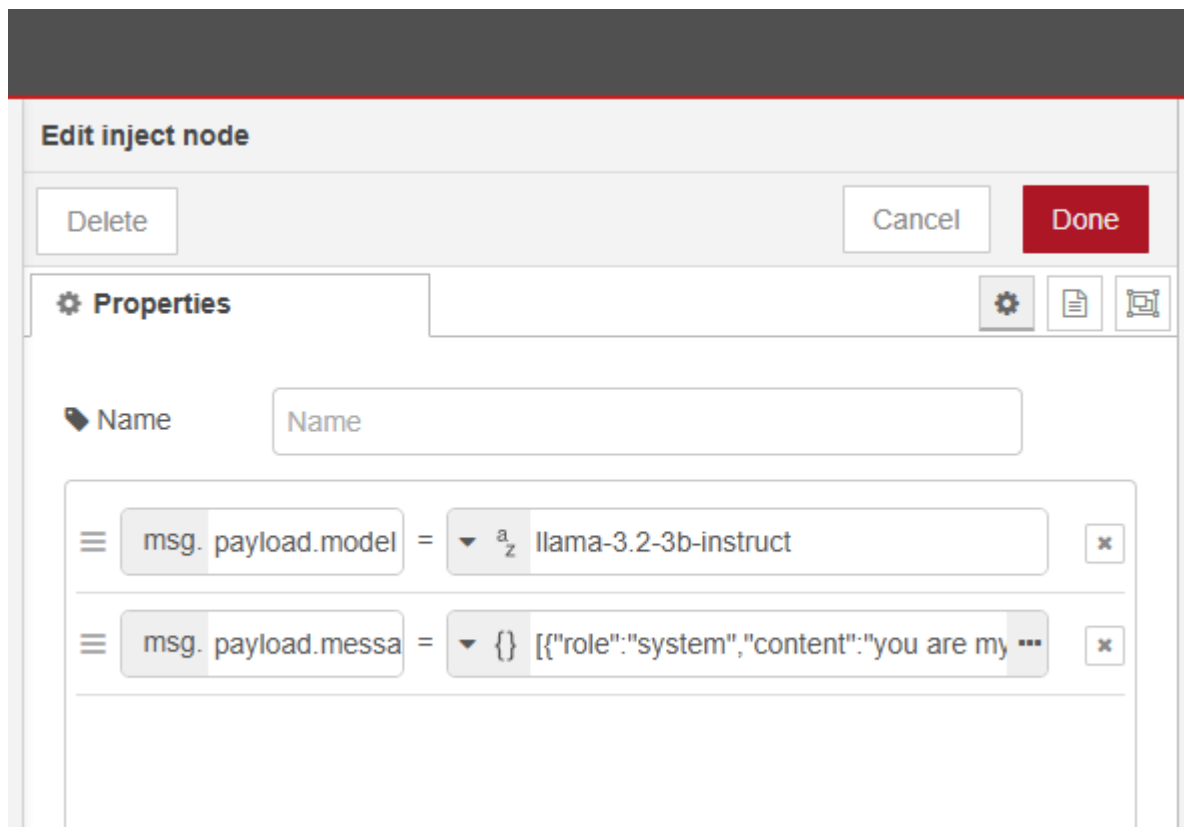 Edit inject node
Delete Cancel Done
Properties
Name Name
msg. payload.model = az llama-3.2-3b-instruct
msg. payload.messa = {} [{"role":"system","content":"you are my •••